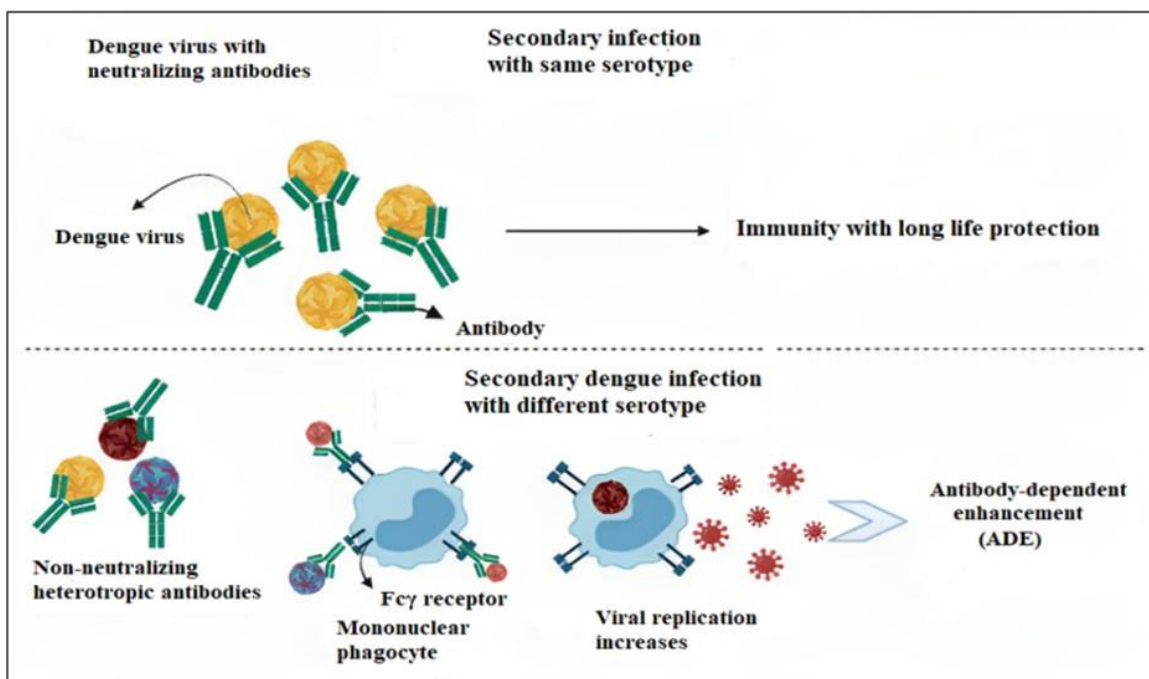 Dengue virus with
neutralizing antibodies
Secondary infection
with same serotype
Dengue virus
Immunity with long life protection
Antibody
Secondary dengue infection
with different serotype
Non-neutralizing
heterotropic antibodies
Fcγ receptor
Mononuclear
phagocyte
Viral replication
increases
Antibody-dependent
enhancement
(ADE)